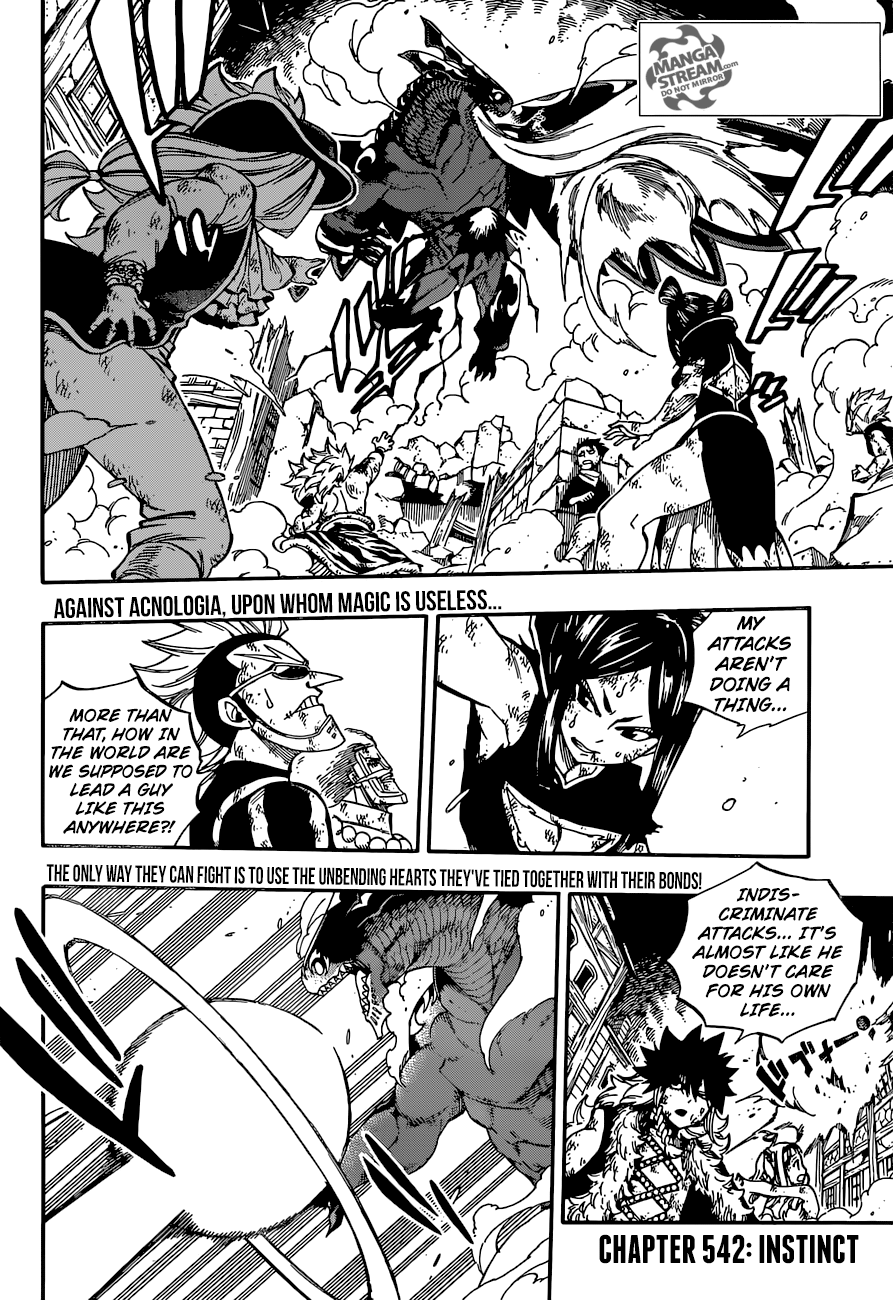 MANGA
STREAM.com
DO NOT MIRROR
AGAINST ACNOLOGIA, UPON WHOM MAGIC IS USELESS...
MY
ATTACKS
AREN'T
DOING A
THING...
MORE THAN
THAT, HOW IN
THE WORLD ARE
WE SUPPOSED TO
LEAD A GUY
LIKE THIS
ANYWHERE?!
THE ONLY WAY THEY CAN FIGHT IS TO USE THE UNBENDING HEARTS THEY'VE TIED TOGETHER WITH THEIR BONDS!
INDIS-
CRIMINATE
ATTACKS... IT'S
ALMOST LIKE HE
DOESN'T CARE
FOR HIS OWN
LIFE...
CHAPTER 542: INSTINCT